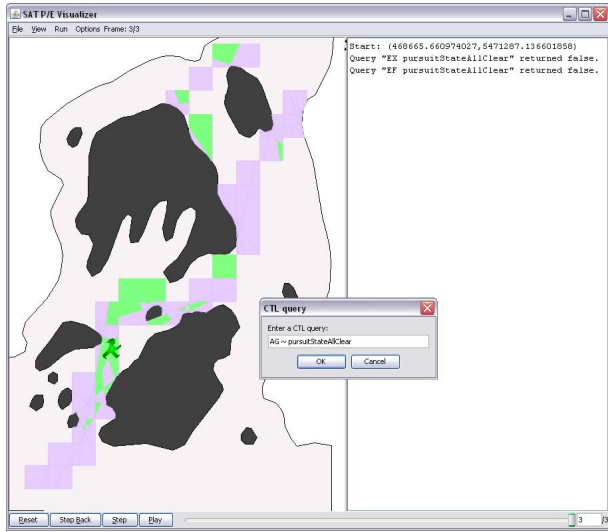 SAT P/E Visualizer
File View Run Options Frame: 3/3
Start: (468665.660974027,5471287.136601858)
Query "EX pursuitStateAllClear" returned false.
Query "EF pursuitStateAllClear" returned false.
CTL query
Enter a CTL query:
AG ~ pursuitStateAllClear
OK Cancel
Reset Step Back Step Play 3 /3